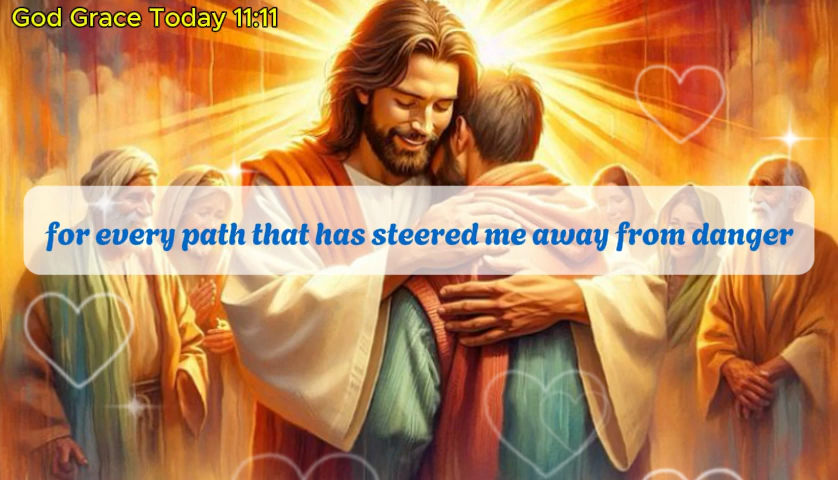 God Grace Today 11:11
for every path that has steered me away from danger